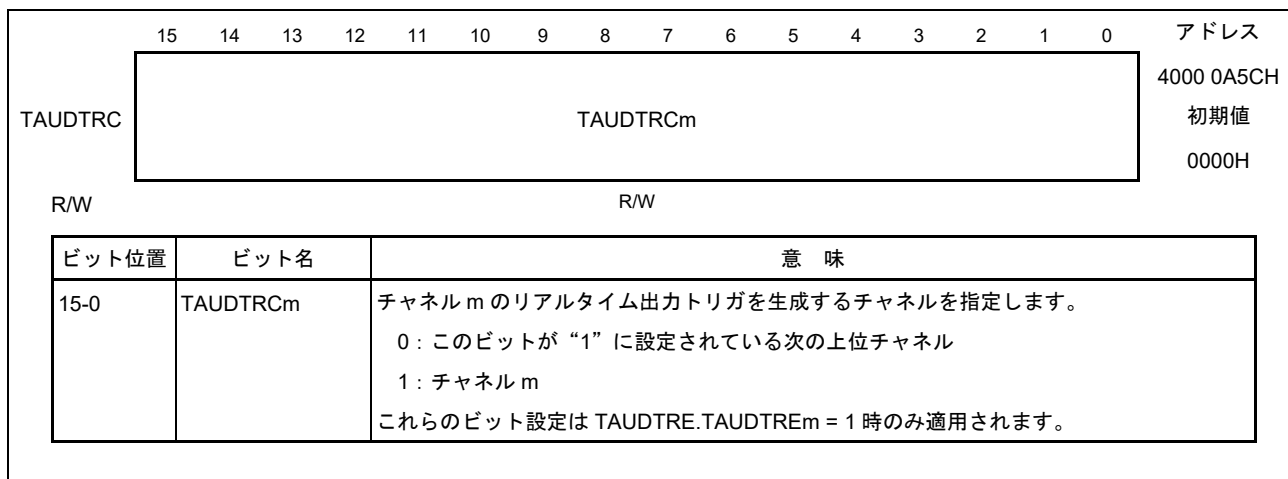 15 14 13 12 11 10 9 8 7 6 5 4 3 2 1 0 アドレス
4000 0A5CH
TAUDTRC TAUDTRCm 初期値
0000H
R/W R/W
ビット位置 ビット名 意 味
15-0 TAUDTRCm チャネル m のリアルタイム出力トリガを生成するチャネルを指定します。
0：このビットが“1”に設定されている次の上位チャネル
1：チャネル m
これらのビット設定は TAUDTRE.TAUDTREm = 1 時のみ適用されます。